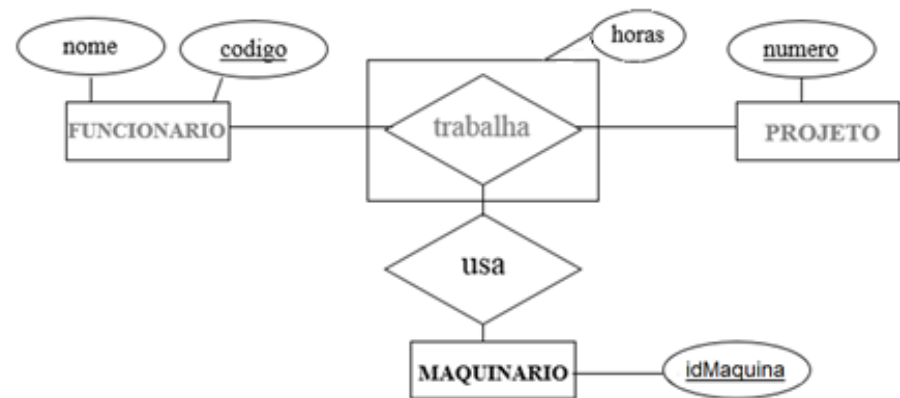 horas
nome
codigo
numero
FUNCIONARIO
trabalha
PROJETO
usa
MAQUINARIO
idMaquina